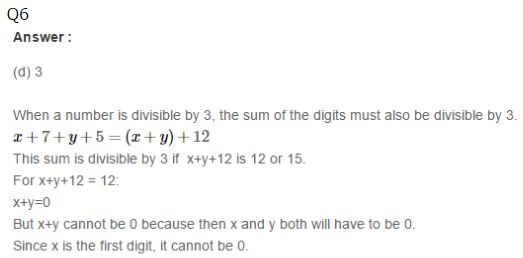 Q6
Answer :
(d) 3
When a number is divisible by 3, the sum of the digits must also be divisible by 3.
x + 7 + y + 5 = (x + y) + 12
This sum is divisible by 3 if x+y+12 is 12 or 15.
For x+y+12 = 12:
x+y=0
But x+y cannot be 0 because then x and y both will have to be 0.
Since x is the first digit, it cannot be 0.